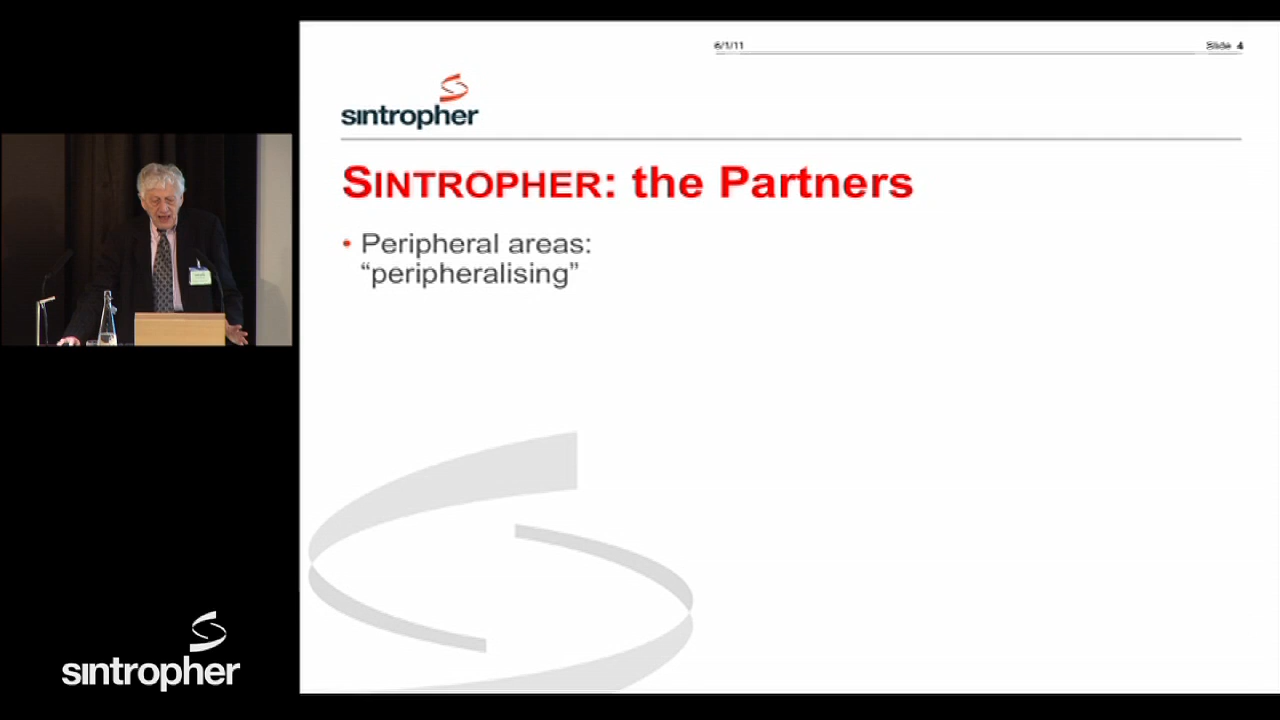 6/1/11
Slide 4
sintropher
SINTROPHER: the Partners
• Peripheral areas:
“peripheralising”
sintropher